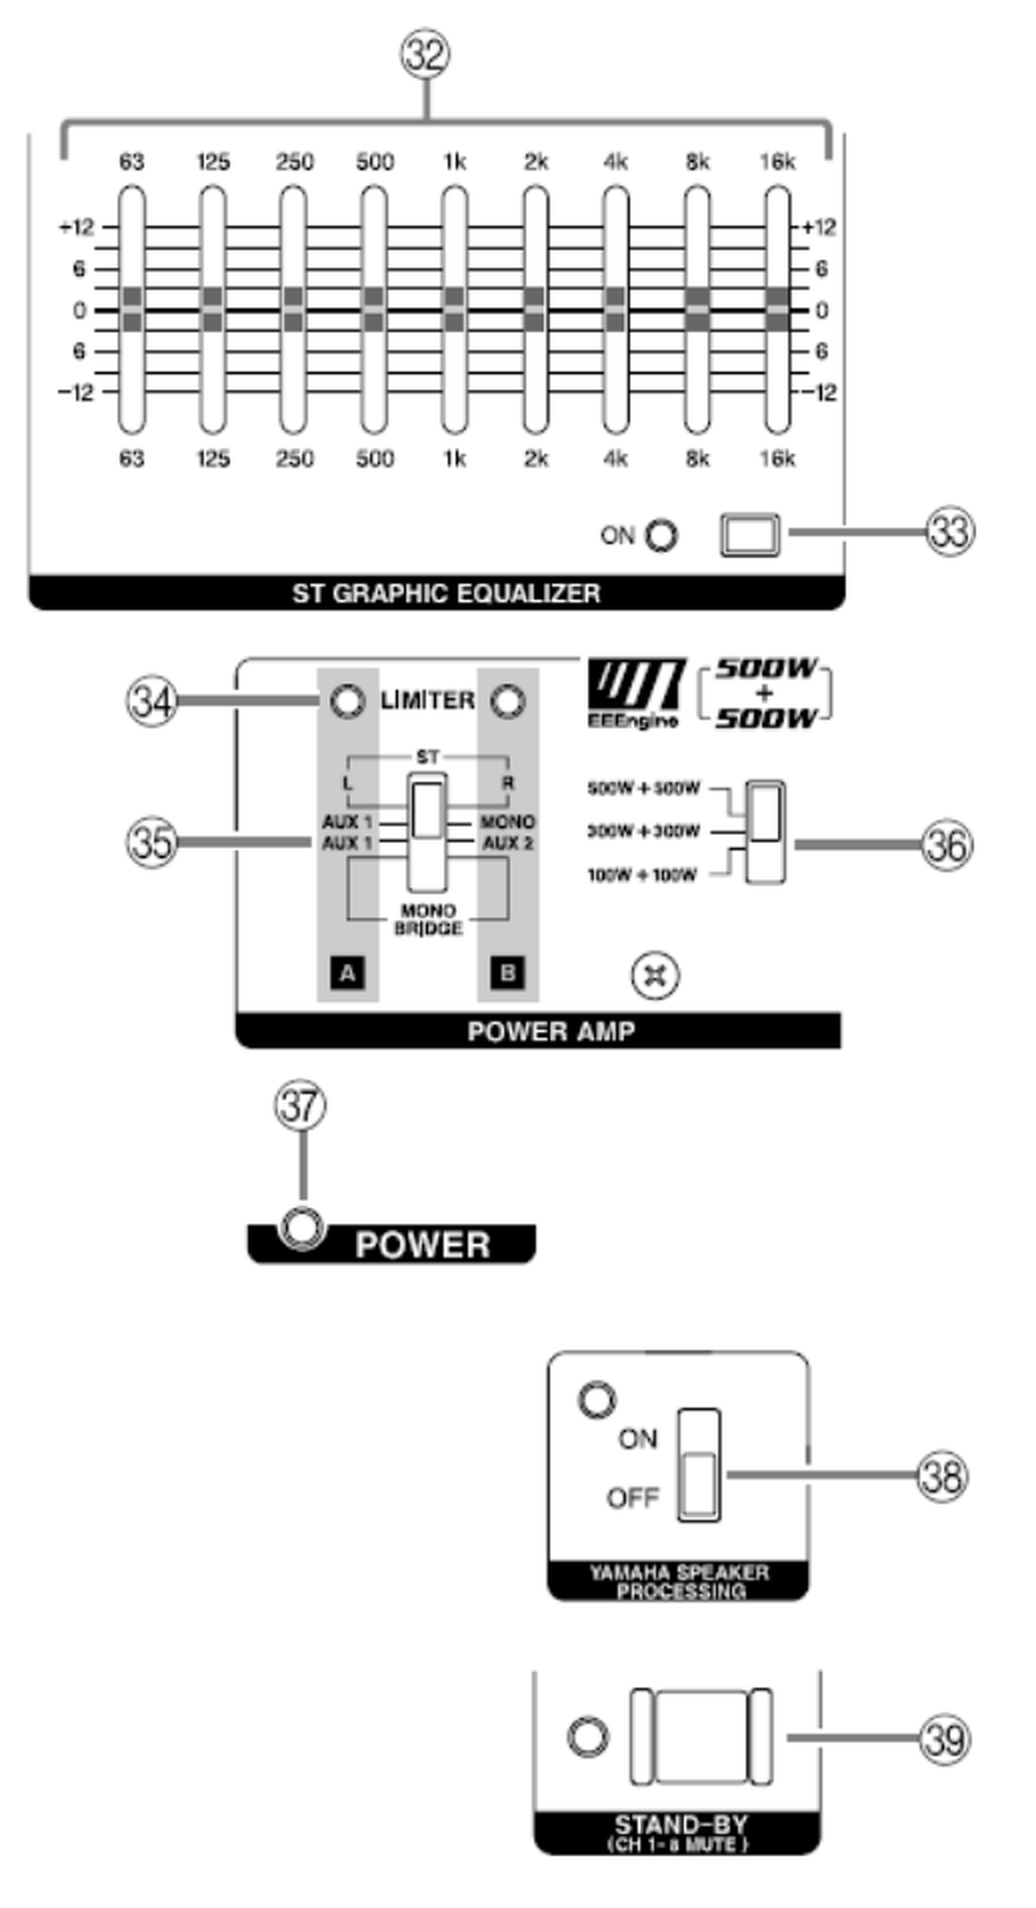 32
63 125 250 500 1k 2k 4k 8k 16k
+12 +12
6 6
0 0
6 6
−12 −12
63 125 250 500 1k 2k 4k 8k 16k
ON 33
ST GRAPHIC EQUALIZER
34 LIMITER EEEngine 500W
+
500W
ST
L R
AUX 1 MONO
35 AUX 1 AUX 2
MONO
BRIDGE
A B
500W + 500W
300W + 300W 36
100W + 100W
POWER AMP
37
POWER
ON
OFF 38
YAMAHA SPEAKER
PROCESSING
39
STAND-BY
(CH 1- 8 MUTE )